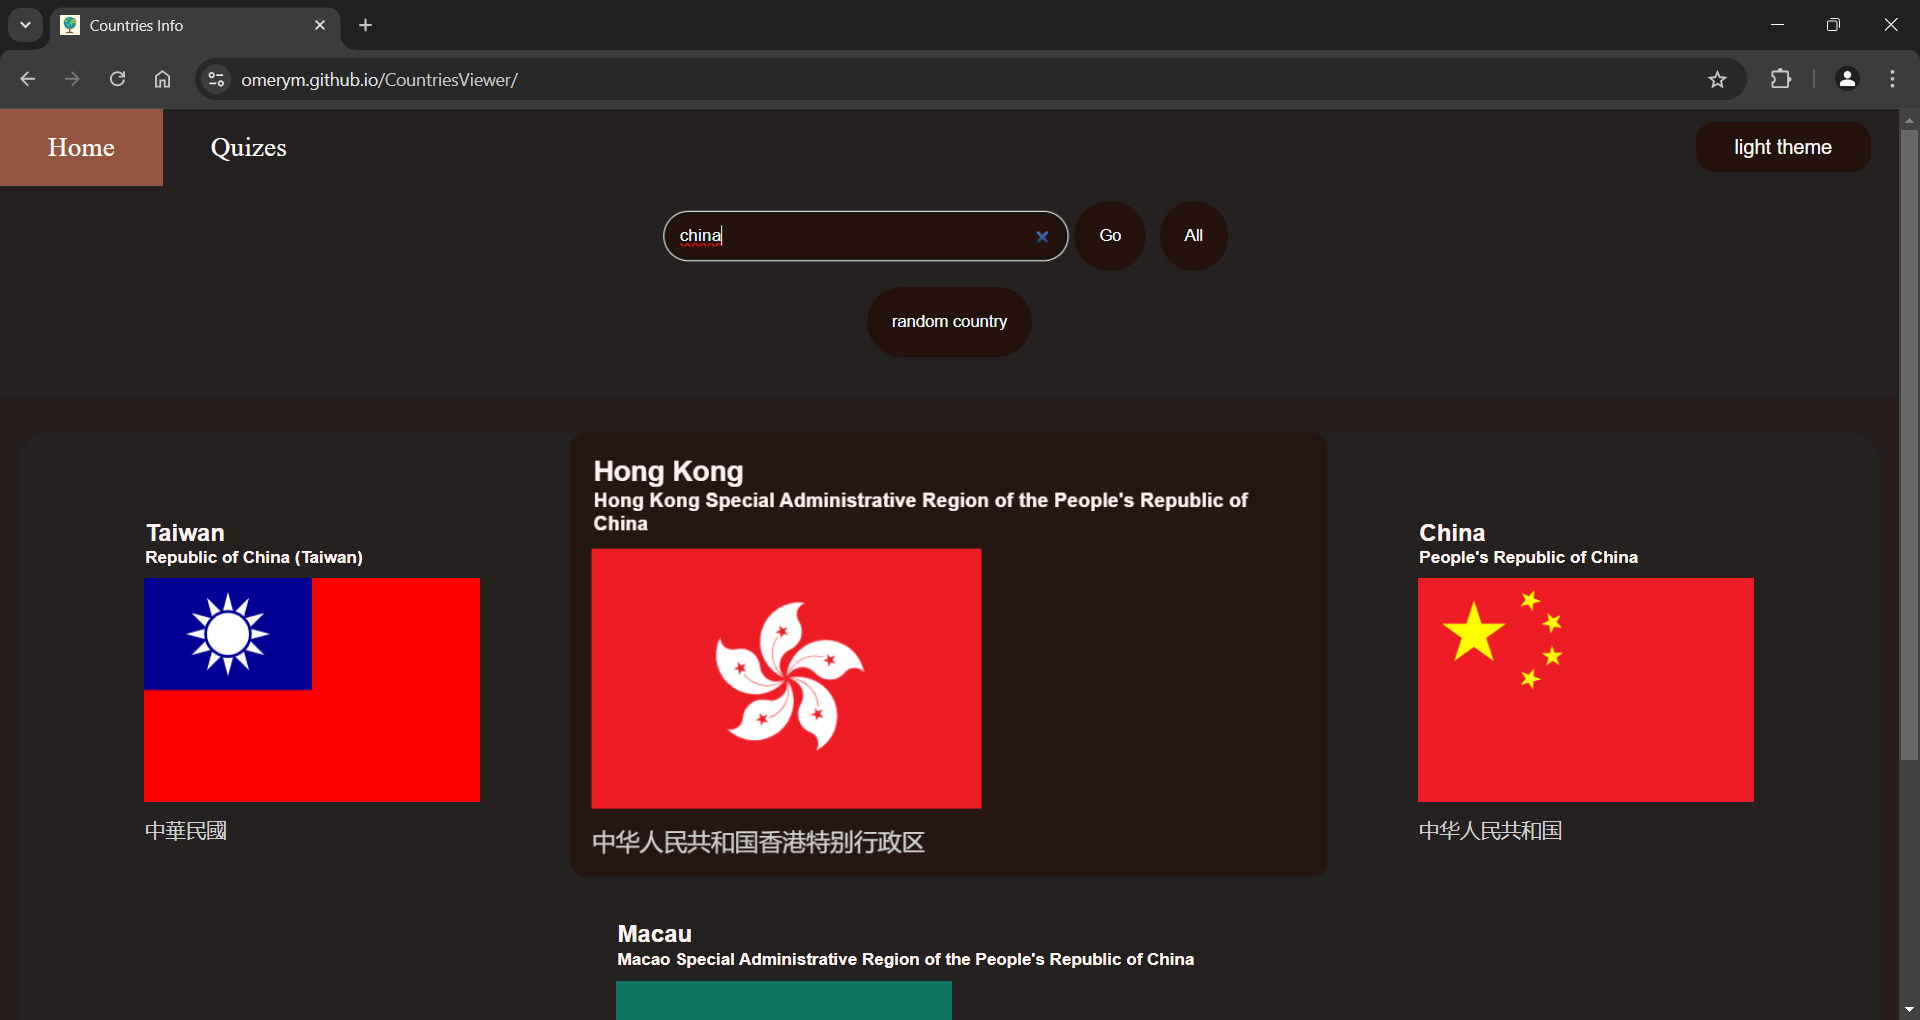 Countries Info
omerym.github.io/CountriesViewer/
Home
Quizes
light theme
china
Go
All
random country
Taiwan
Republic of China (Taiwan)
中華民國
Hong Kong
Hong Kong Special Administrative Region of the People's Republic of
China
中华人民共和国香港特别行政区
China
People's Republic of China
中华人民共和国
Macau
Macao Special Administrative Region of the People's Republic of China